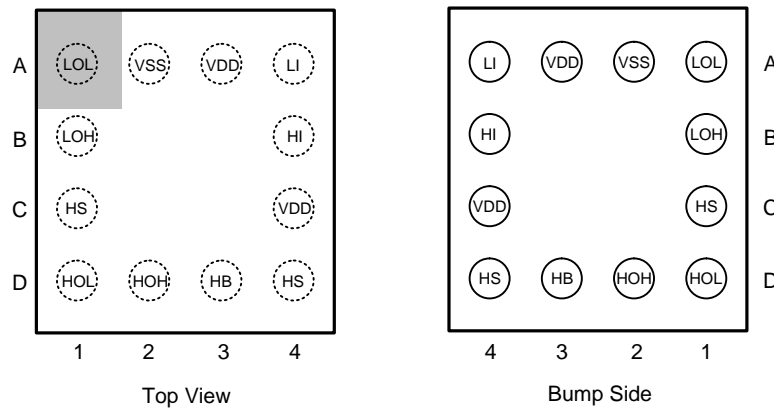 A LOL VSS VDD LI
B LOH HI
C HS VDD
D HOL HOH HB HS
1 2 3 4
Top View
LI VDD VSS LOL A
HI LOH B
VDD HS C
HS HB HOH HOL D
4 3 2 1
Bump Side